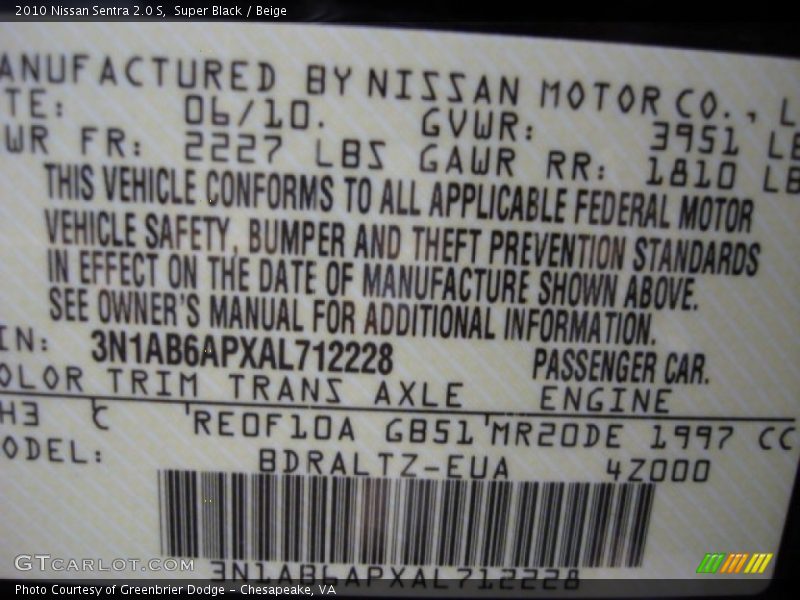 2010 Nissan Sentra 2.0 S,  Super Black / Beige
ANUFACTURED BY NISSAN MOTOR CO., L
TE: 06/10. GVWR: 3951 LB
WR FR: 2227 LBS GAWR RR: 1810 LB
THIS VEHICLE CONFORMS TO ALL APPLICABLE FEDERAL MOTOR
VEHICLE SAFETY, BUMPER AND THEFT PREVENTION STANDARDS
IN EFFECT ON THE DATE OF MANUFACTURE SHOWN ABOVE.
SEE OWNER'S MANUAL FOR ADDITIONAL INFORMATION.
IN: 3N1AB6APXAL712228 PASSENGER CAR.
OLOR TRIM TRANS AXLE ENGINE
H3 C RE0F10A GB51 MR20DE 1997 CC
ODEL: BDRALTZ-EUA 4Z000
3N1AB6APXAL712228
GTCARLOT.COM
Photo Courtesy of Greenbrier Dodge – Chesapeake, VA